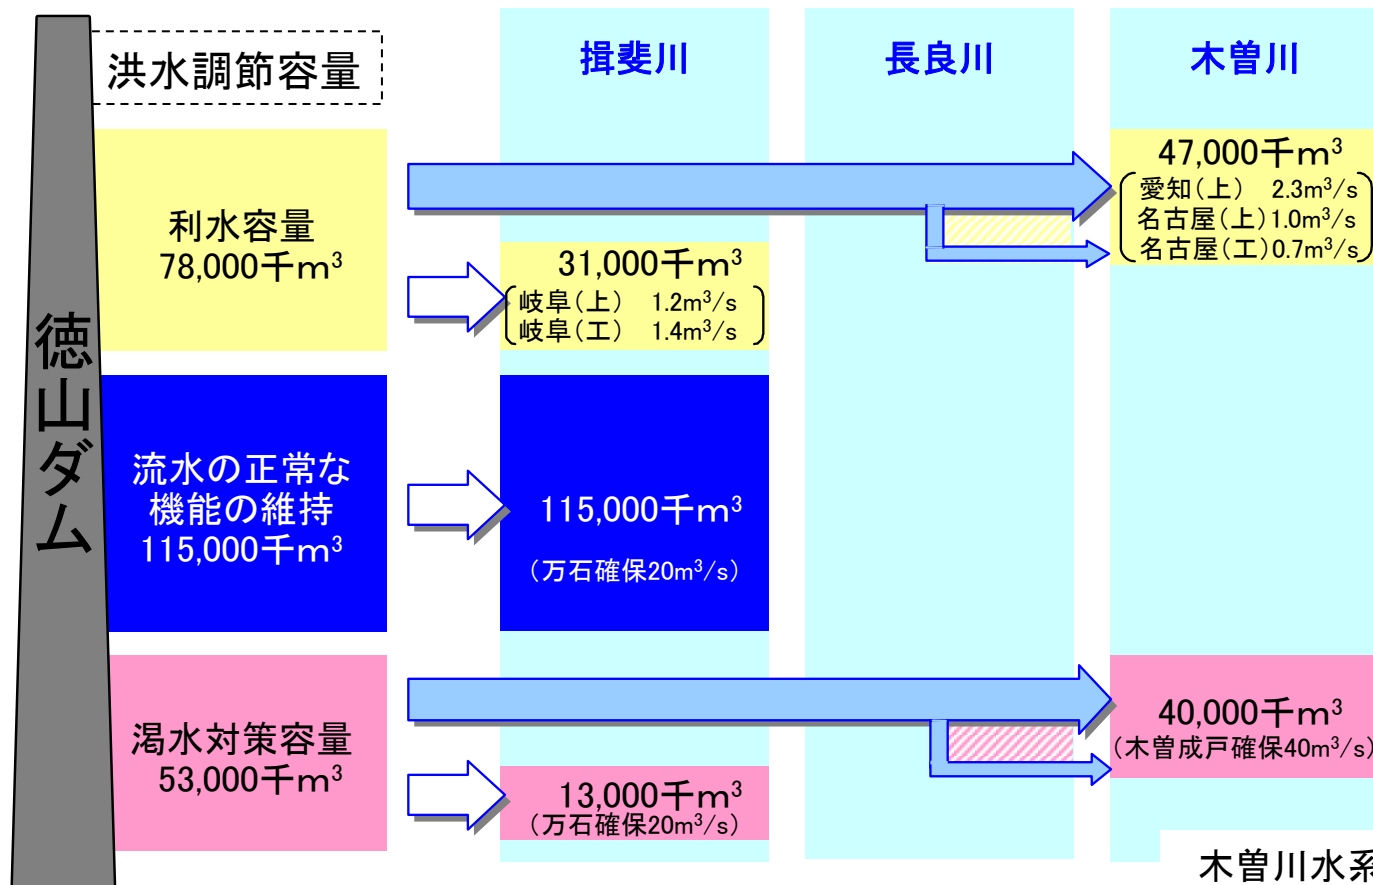 徳山ダム
洪水調節容量
揖斐川
長良川
木曽川
利水容量
78,000千m³
31,000千m³
岐阜(上) 1.2m³/s
岐阜(工) 1.4m³/s
47,000千m³
愛知(上) 2.3m³/s
名古屋(上)1.0m³/s
名古屋(工)0.7m³/s
流水の正常な
機能の維持
115,000千m³
115,000千m³
(万石確保20m³/s)
渇水対策容量
53,000千m³
13,000千m³
(万石確保20m³/s)
40,000千m³
(木曽成戸確保40m³/s)
木曽川水系